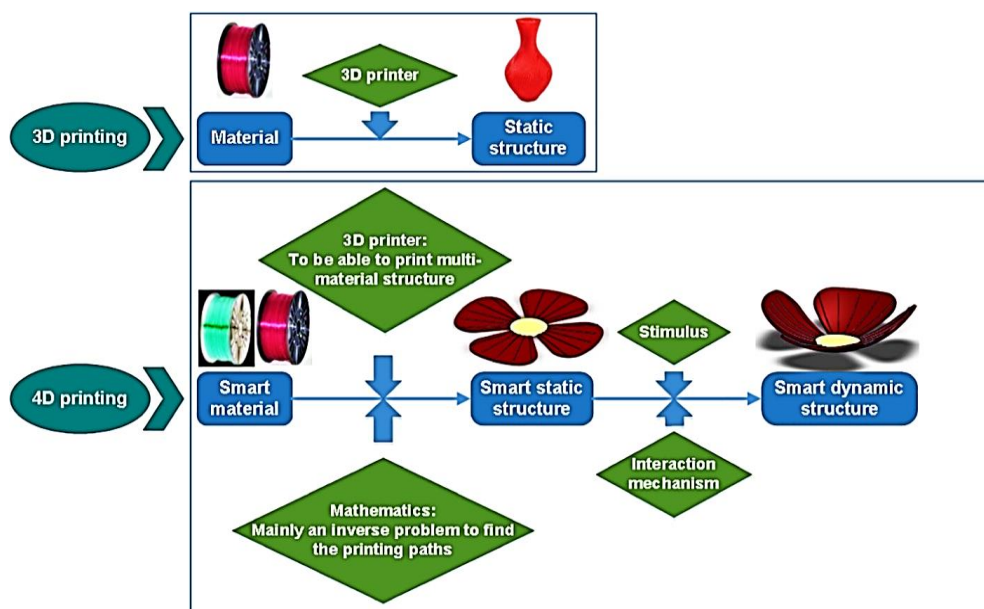 3D printing
3D printer
Material
Static
structure
4D printing
3D printer:
To be able to print multi-
material structure
Smart
material
Smart static
structure
Stimulus
Smart dynamic
structure
Interaction
mechanism
Mathematics:
Mainly an inverse problem to find
the printing paths